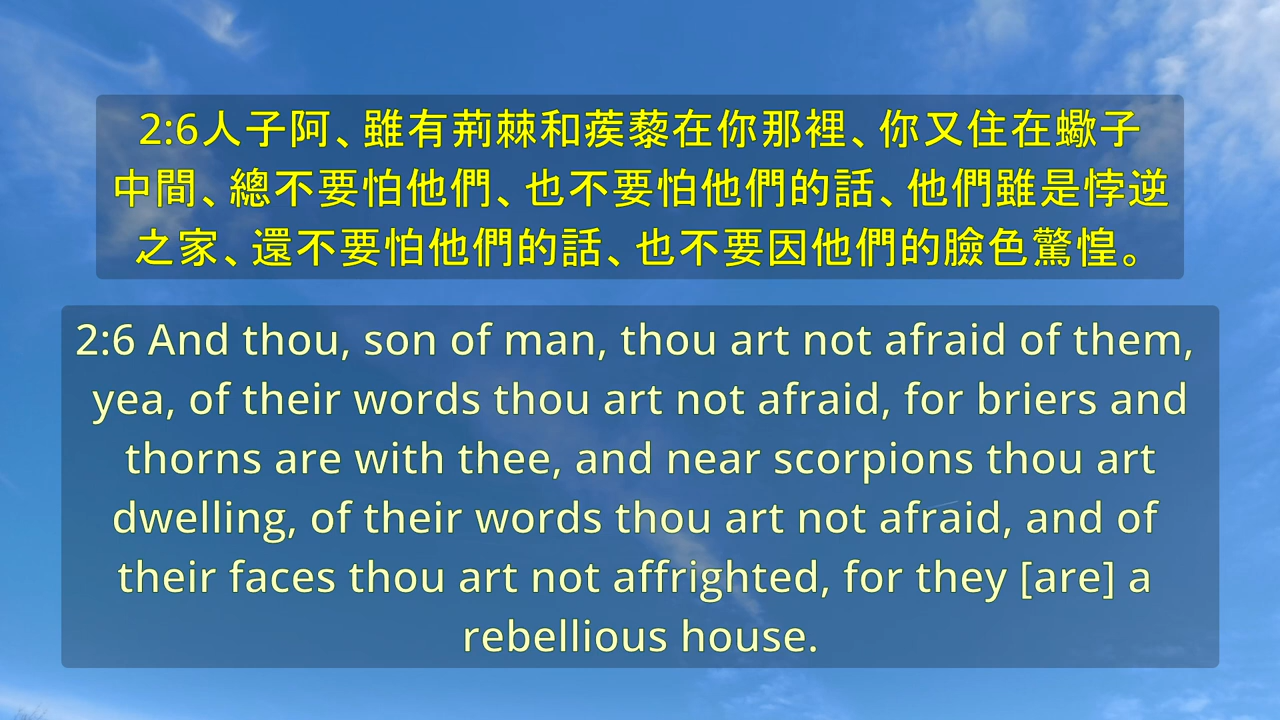 2:6人子阿、雖有荊棘和蒺藜在你那裡、你又住在蠍子
中間、總不要怕他們、也不要怕他們的話、他們雖是悖逆
之家、還不要怕他們的話、也不要因他們的臉色驚惶。
2:6 And thou, son of man, thou art not afraid of them,
yea, of their words thou art not afraid, for briers and
thorns are with thee, and near scorpions thou art
dwelling, of their words thou art not afraid, and of
their faces thou art not affrighted, for they [are] a
rebellious house.